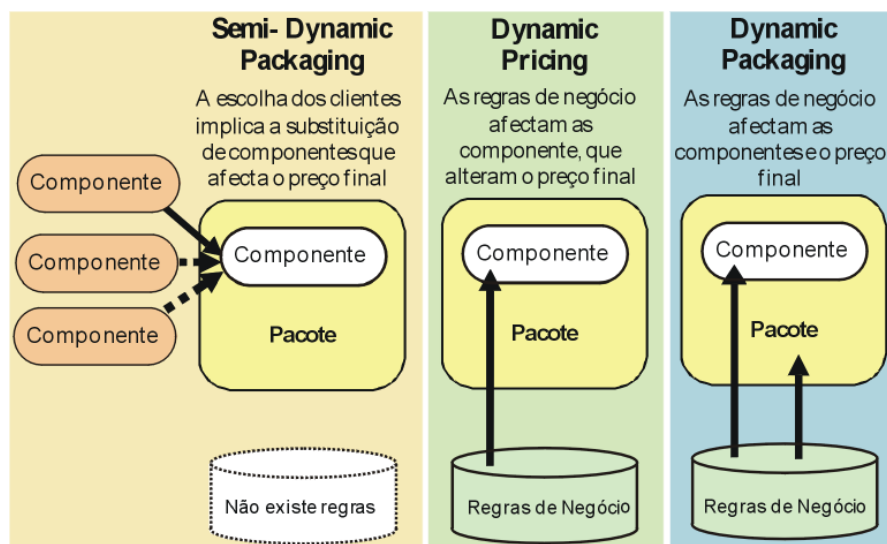 Semi- Dynamic
Packaging
A escolha dos clientes
implica a substituição
de componentes que
afecta o preço final
Componente
Componente
Componente
Componente
Pacote
Não existe regras
Dynamic
Pricing
As regras de negócio
afectam as
componente, que
alteram o preço final
Componente
Pacote
Regras de Negócio
Dynamic
Packaging
As regras de negócio
afectam as
componentes e o preço
final
Componente
Pacote
Regras de Negócio